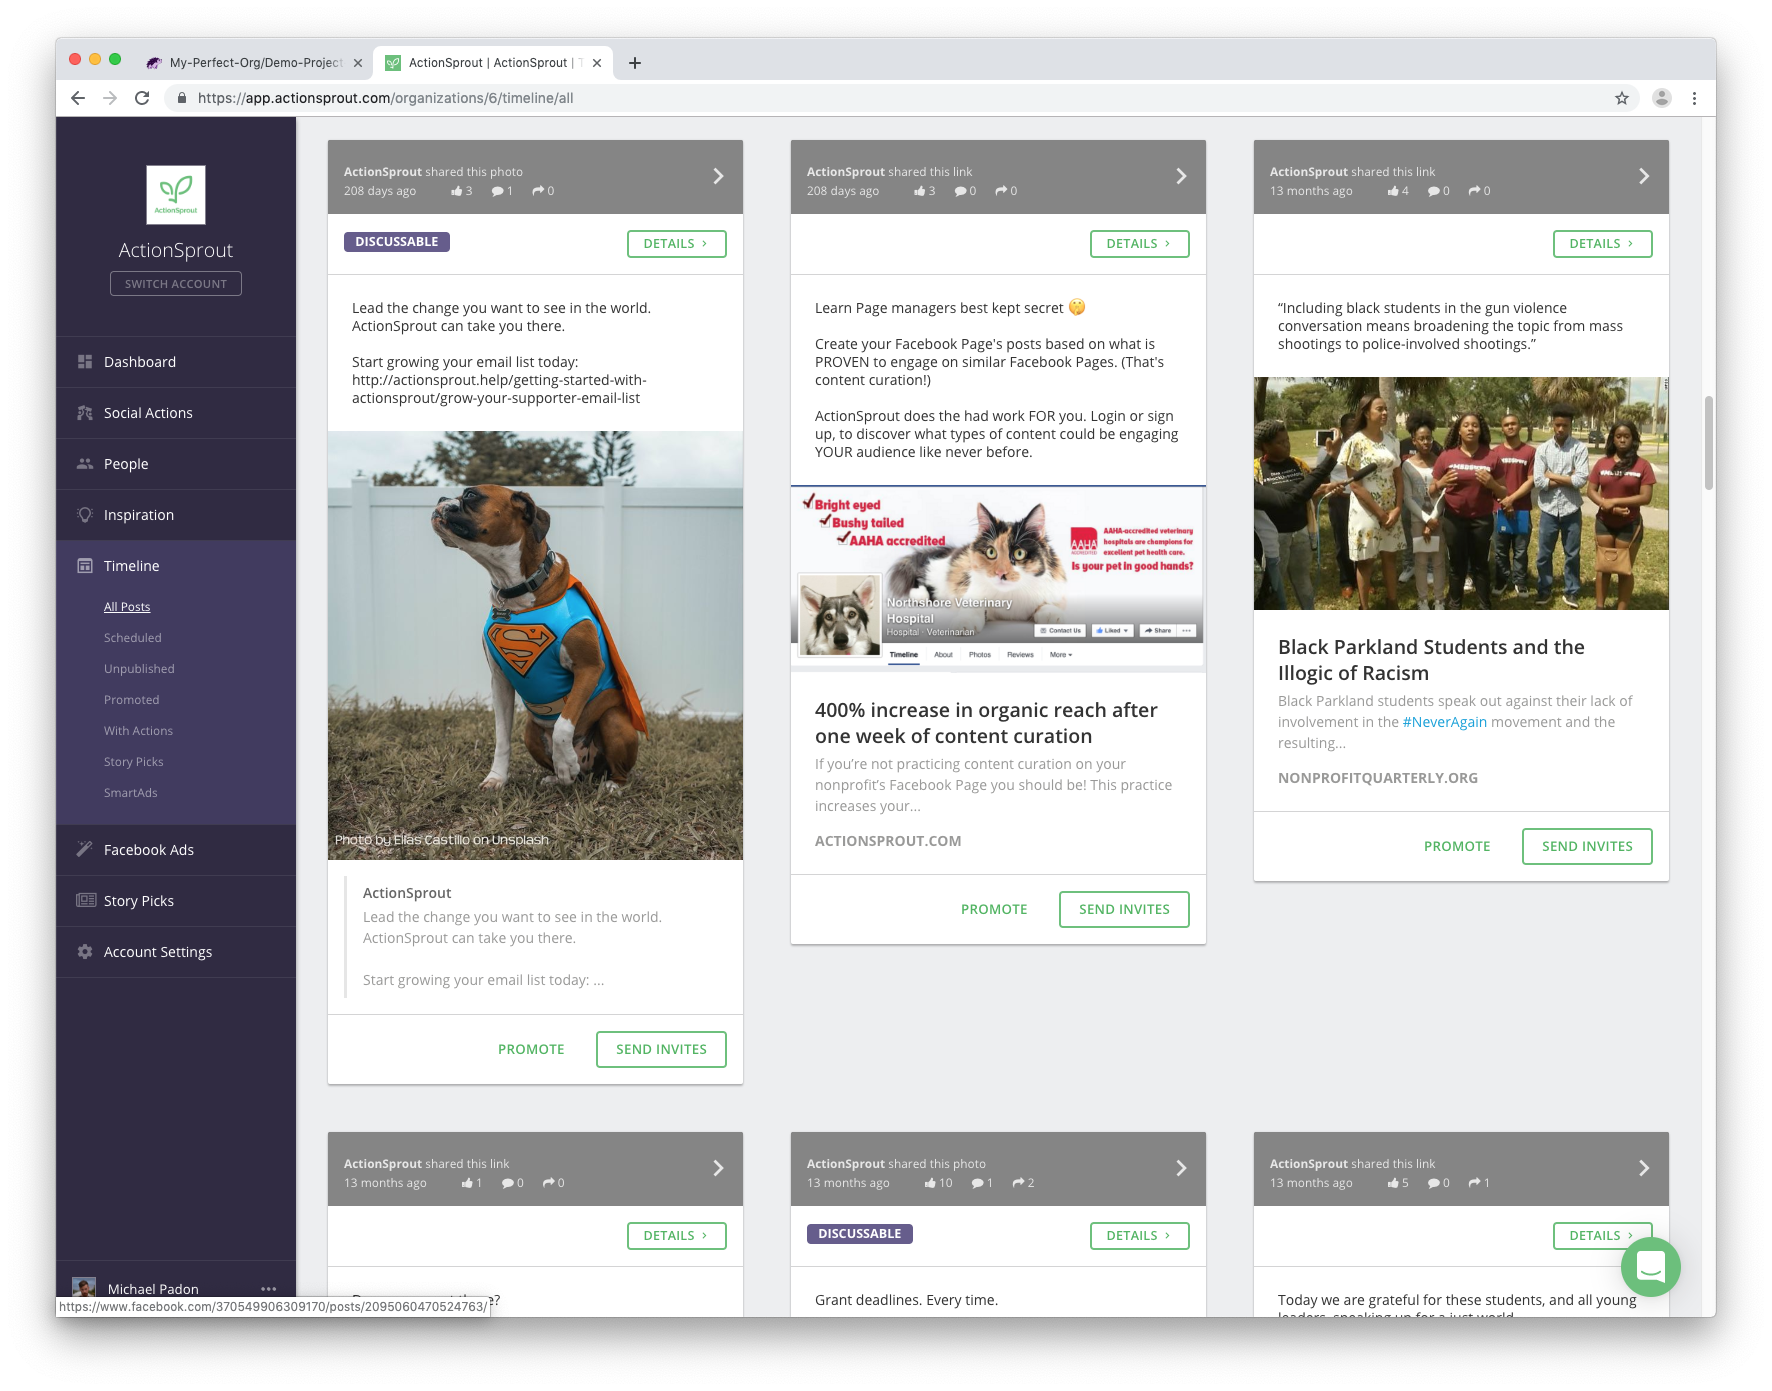 My-Perfect-Org/Demo-Project
ActionSprout | ActionSprout | T
https://app.actionsprout.com/organizations/6/timeline/all
ActionSprout
ActionSprout
SWITCH ACCOUNT
Dashboard
Social Actions
People
Inspiration
Timeline
All Posts
Scheduled
Unpublished
Promoted
With Actions
Story Picks
SmartAds
Facebook Ads
Story Picks
Account Settings
Michael Padon
https://www.facebook.com/370549906309170/posts/2095060470524763/
ActionSprout shared this photo
208 days ago 3 1 0
DISCUSSABLE
DETAILS
Lead the change you want to see in the world.
ActionSprout can take you there.
Start growing your email list today:
http://actionsprout.help/getting-started-with-
actionsprout/grow-your-supporter-email-list
Photo by Elias Castillo on Unsplash
ActionSprout
Lead the change you want to see in the world.
ActionSprout can take you there.
Start growing your email list today: ...
PROMOTE
SEND INVITES
ActionSprout shared this link
208 days ago 3 0 0
DETAILS
Learn Page managers best kept secret 🤫
Create your Facebook Page's posts based on what is
PROVEN to engage on similar Facebook Pages. (That's
content curation!)
ActionSprout does the had work FOR you. Login or sign
up, to discover what types of content could be engaging
YOUR audience like never before.
Bright eyed
Bushy tailed
AAHA accredited
AAHA
AAHA-accredited veterinary
hospitals are champions for
excellent pet health care.
Is your pet in good hands?
Northshore Veterinary
Hospital
Hospital · Veterinarian
Contact Us
Liked
Share
Timeline About Photos Reviews More
400% increase in organic reach after
one week of content curation
If you’re not practicing content curation on your
nonprofit’s Facebook Page you should be! This practice
increases your...
ACTIONSPROUT.COM
PROMOTE
SEND INVITES
ActionSprout shared this link
13 months ago 4 0 0
DETAILS
“Including black students in the gun violence
conversation means broadening the topic from mass
shootings to police-involved shootings.”
Black Parkland Students and the
Illogic of Racism
Black Parkland students speak out against their lack of
involvement in the #NeverAgain movement and the
resulting...
NONPROFITQUARTERLY.ORG
PROMOTE
SEND INVITES
ActionSprout shared this link
13 months ago 1 0 0
DETAILS
ActionSprout shared this photo
13 months ago 10 1 2
DISCUSSABLE
DETAILS
Grant deadlines. Every time.
ActionSprout shared this link
13 months ago 5 0 1
DETAILS
Today we are grateful for these students, and all young
leaders, speaking up for a just world